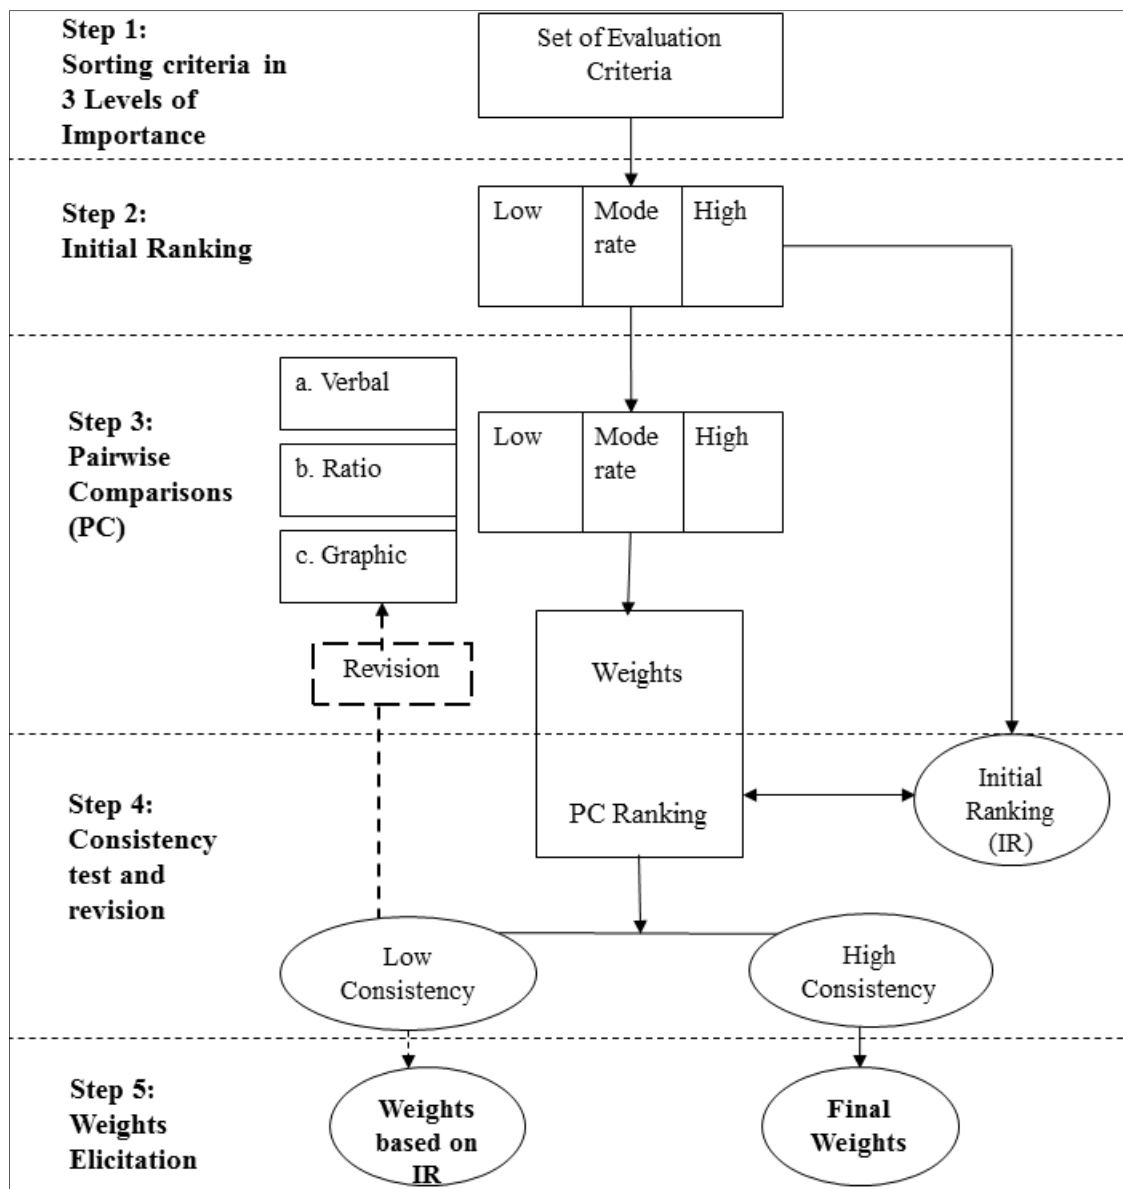 Step 1:
Sorting criteria in
3 Levels of
Importance
Set of Evaluation
Criteria
Step 2:
Initial Ranking
Low
Mode
rate
High
Step 3:
Pairwise
Comparisons
(PC)
a. Verbal
b. Ratio
c. Graphic
Low
Mode
rate
High
Revision
Weights
PC Ranking
Initial
Ranking
(IR)
Step 4:
Consistency
test and
revision
Low
Consistency
High
Consistency
Step 5:
Weights
Elicitation
Weights
based on
IR
Final
Weights